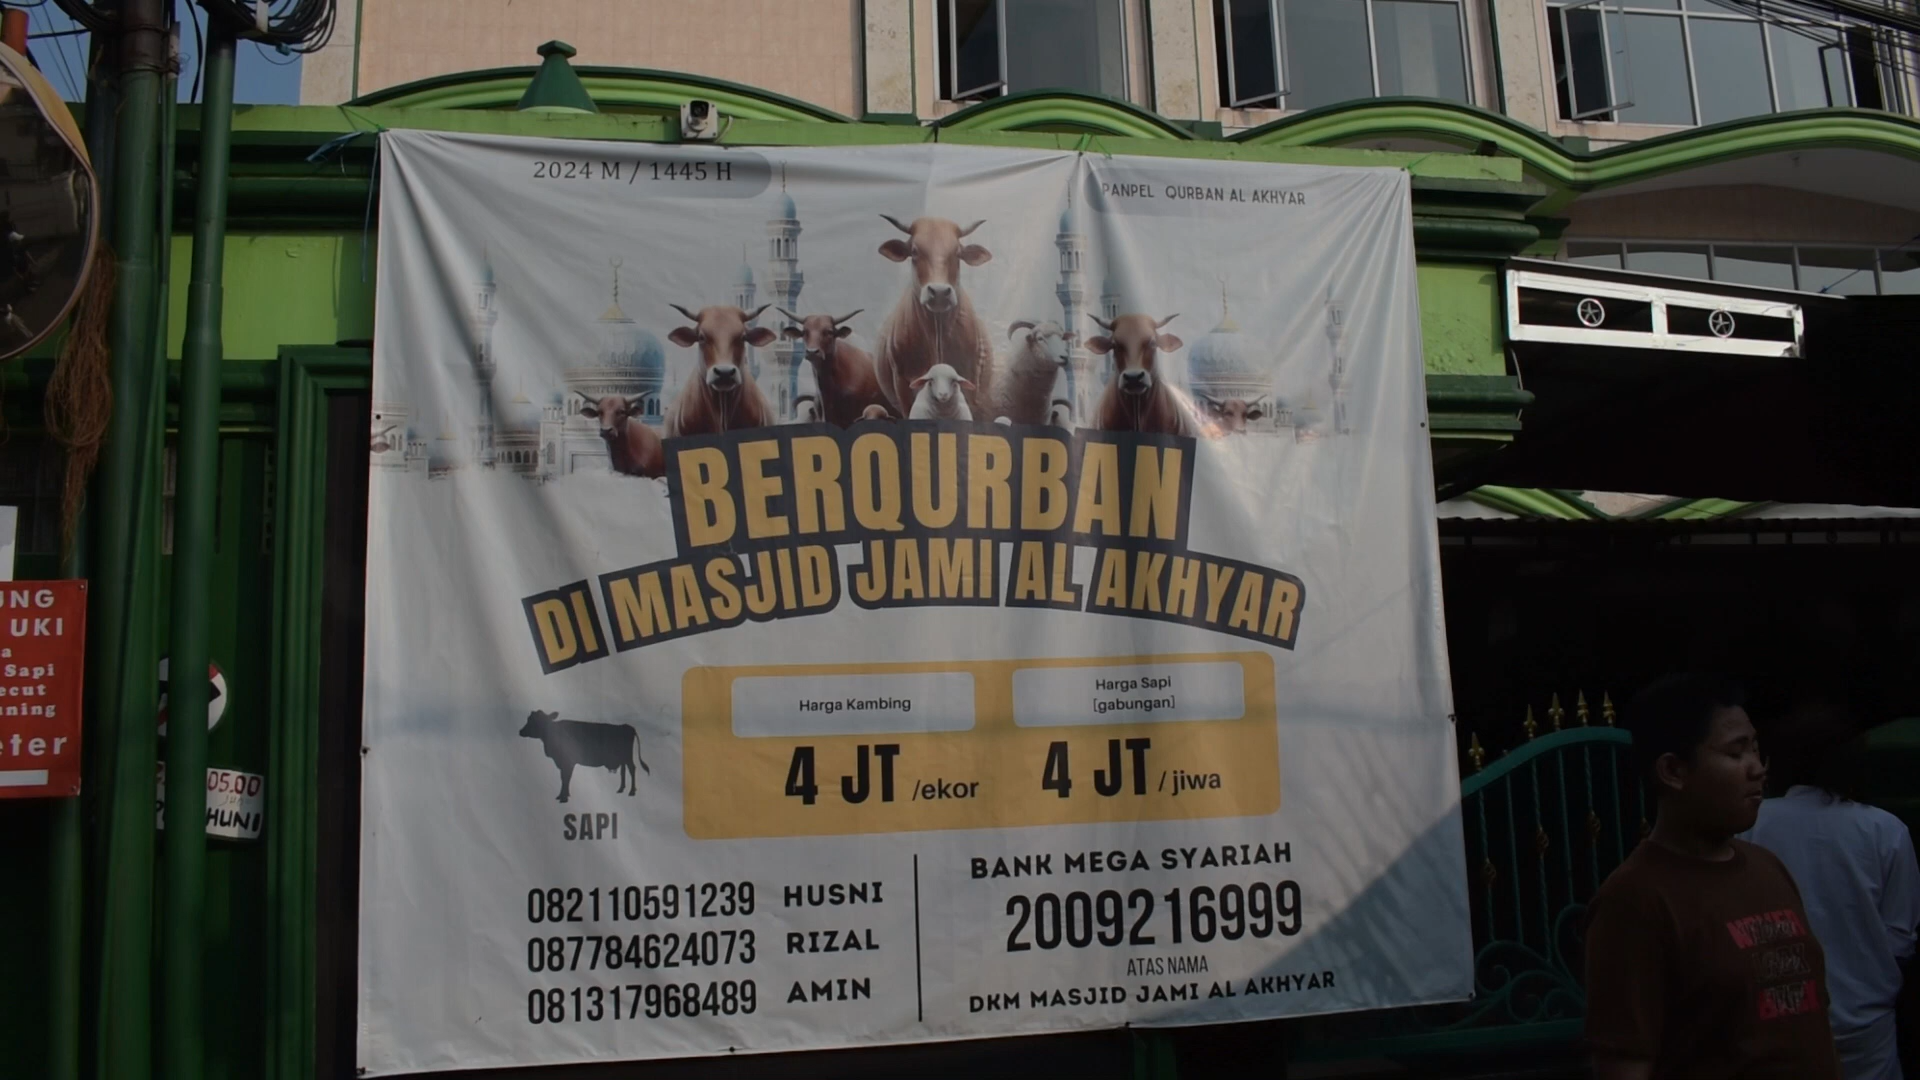 2024 M / 1445 H
PANPEL QURBAN AL AKHYAR
BERQURBAN
DI MASJID JAMI AL AKHYAR
Harga Kambing
4 JT /ekor
Harga Sapi
[gabungan]
4 JT / jiwa
SAPI
082110591239 HUSNI
087784624073 RIZAL
081317968489 AMIN
BANK MEGA SYARIAH
2009216999
ATAS NAMA
DKM MASJID JAMI AL AKHYAR
UKI
Sapi
05.00